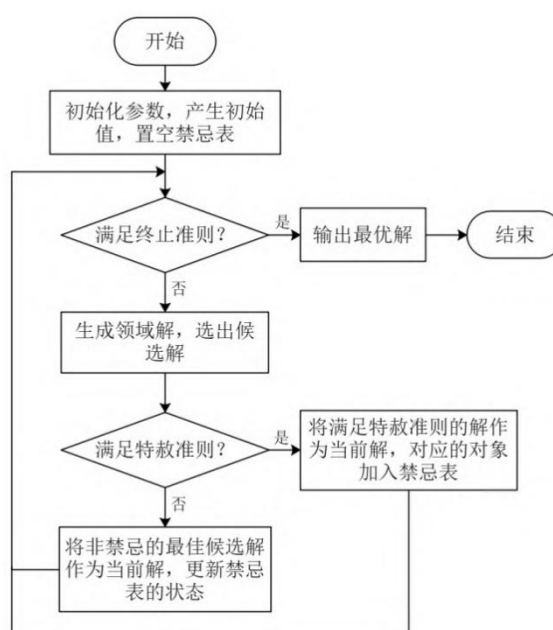 开始
初始化参数，产生初始
值，置空禁忌表
满足终止准则？
是
输出最优解
结束
否
生成领域解，选出候
选解
满足特赦准则？
是
将满足特赦准则的解作
为当前解，对应的对象
加入禁忌表
否
将非禁忌的最佳候选解
作为当前解，更新禁忌
表的状态